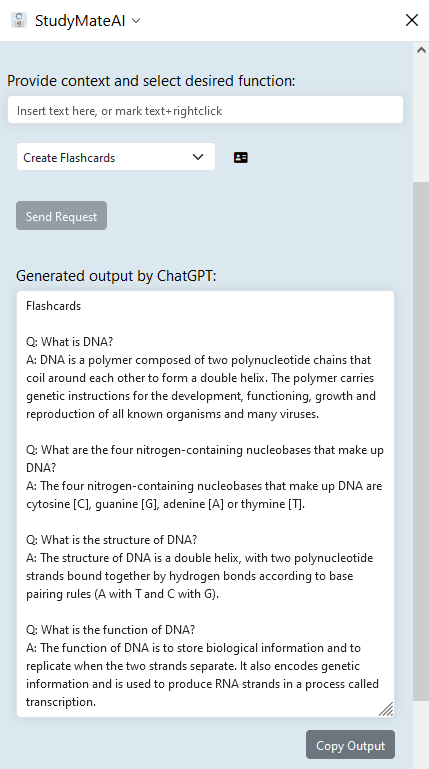 StudyMateAI
Provide context and select desired function:
Insert text here, or mark text+rightclick
Create Flashcards
Send Request
Generated output by ChatGPT:
Flashcards
Q: What is DNA?
A: DNA is a polymer composed of two polynucleotide chains that
coil around each other to form a double helix. The polymer carries
genetic instructions for the development, functioning, growth and
reproduction of all known organisms and many viruses.
Q: What are the four nitrogen-containing nucleobases that make up
DNA?
A: The four nitrogen-containing nucleobases that make up DNA are
cytosine [C], guanine [G], adenine [A] or thymine [T].
Q: What is the structure of DNA?
A: The structure of DNA is a double helix, with two polynucleotide
strands bound together by hydrogen bonds according to base
pairing rules (A with T and C with G).
Q: What is the function of DNA?
A: The function of DNA is to store biological information and to
replicate when the two strands separate. It also encodes genetic
information and is used to produce RNA strands in a process called
transcription.
Copy Output